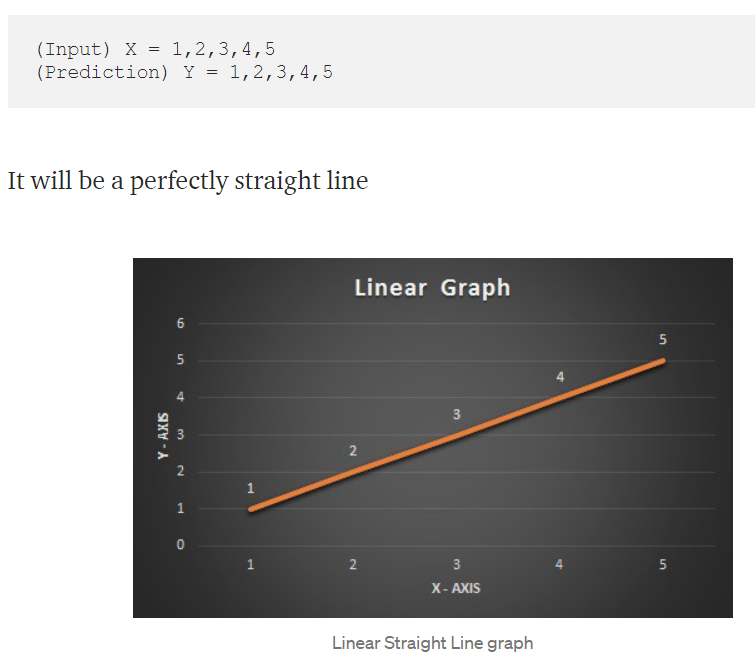 (Input) X = 1,2,3,4,5
(Prediction) Y = 1,2,3,4,5
It will be a perfectly straight line
Linear Graph
6
5
4
3
2
1
0
Y - AXIS
1
2
3
4
5
1 2 3 4 5
X - AXIS
Linear Straight Line graph